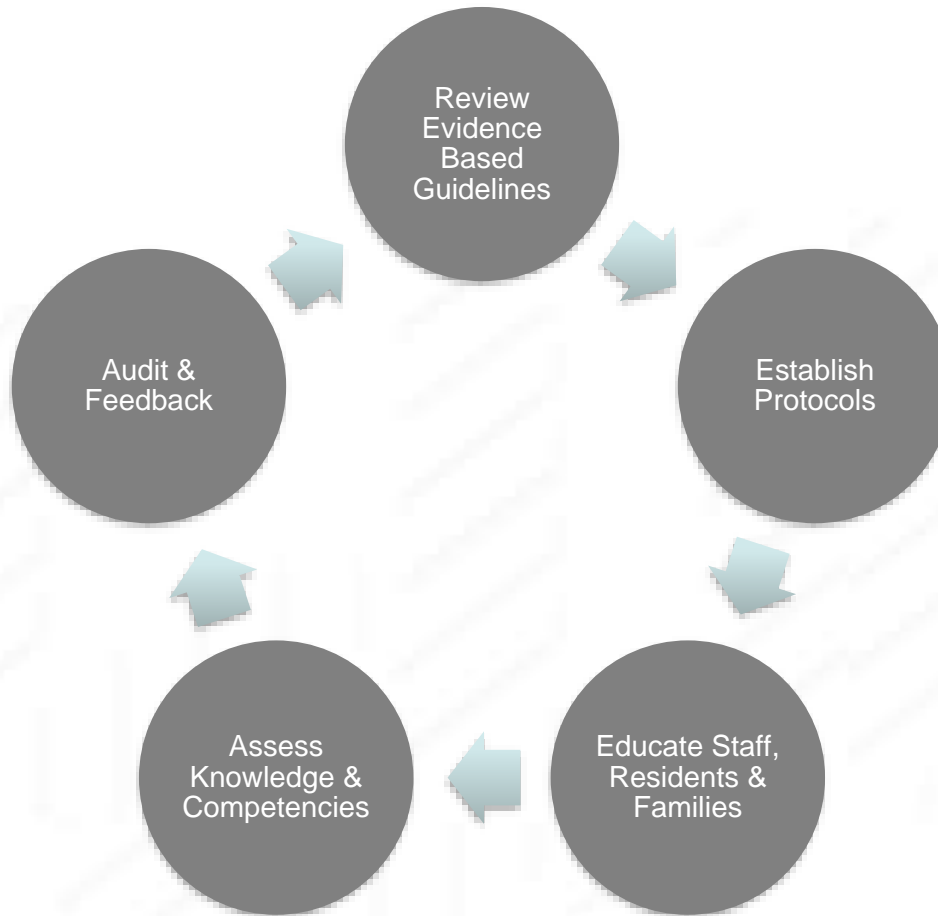 Review
Evidence
Based
Guidelines
Establish
Protocols
Educate Staff,
Residents &
Families
Assess
Knowledge &
Competencies
Audit &
Feedback